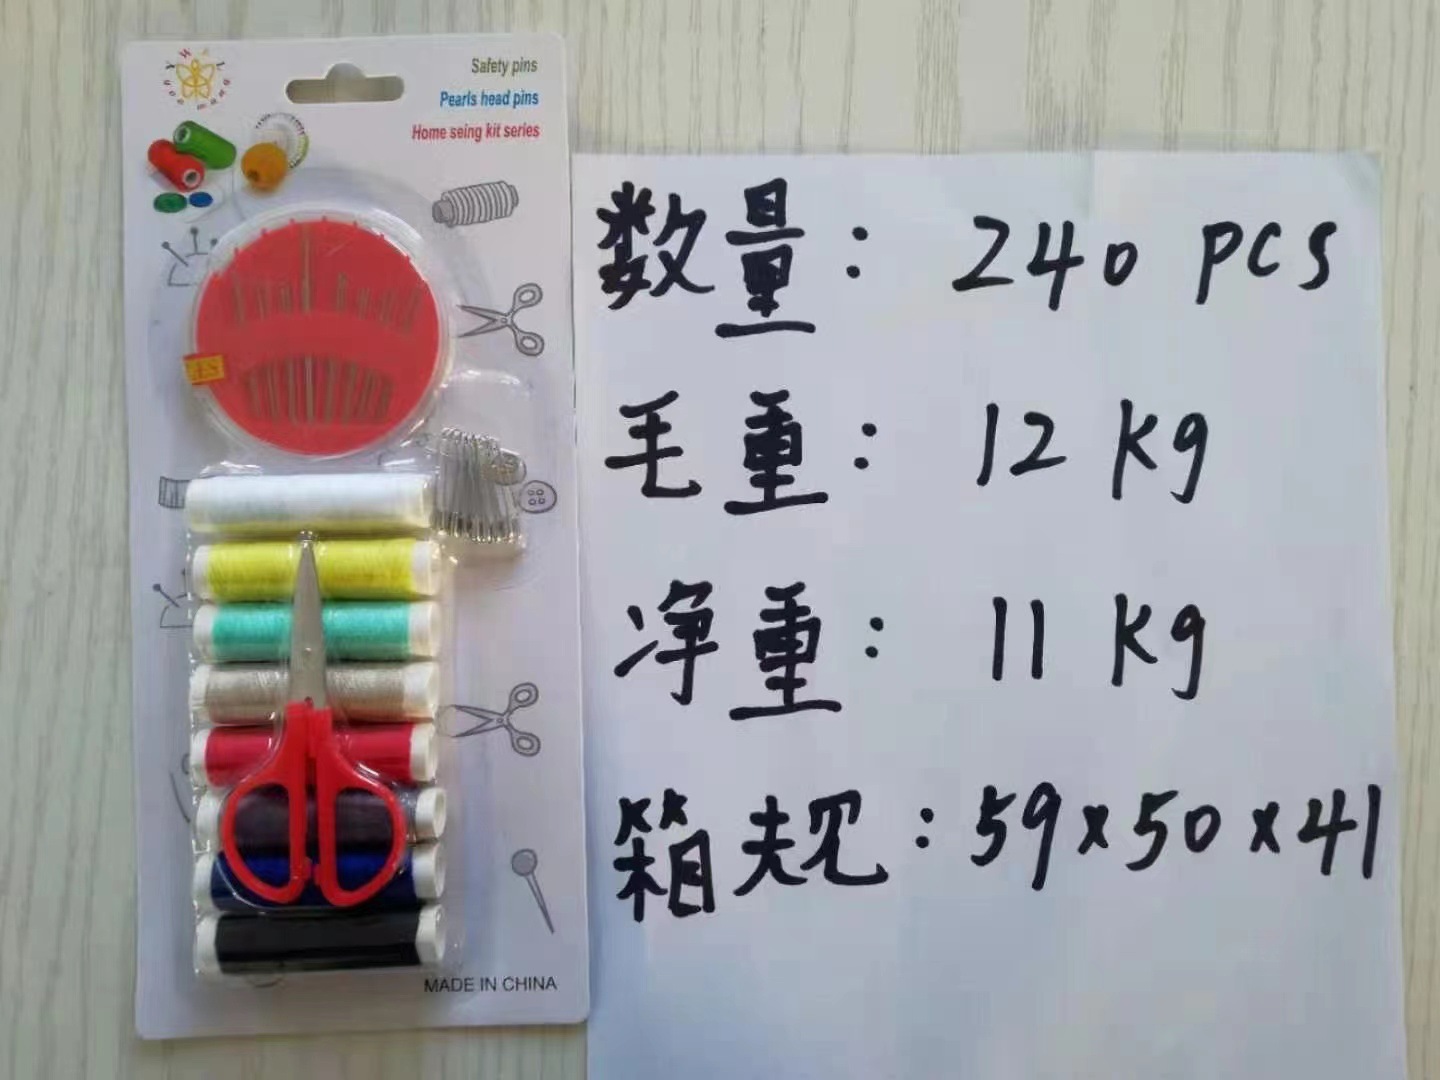 Safety pins
Pearls head pins
Home seing kit series
MADE IN CHINA
数量: 240 pcs
毛重: 12 kg
净重: 11 kg
箱规: 59x50x41